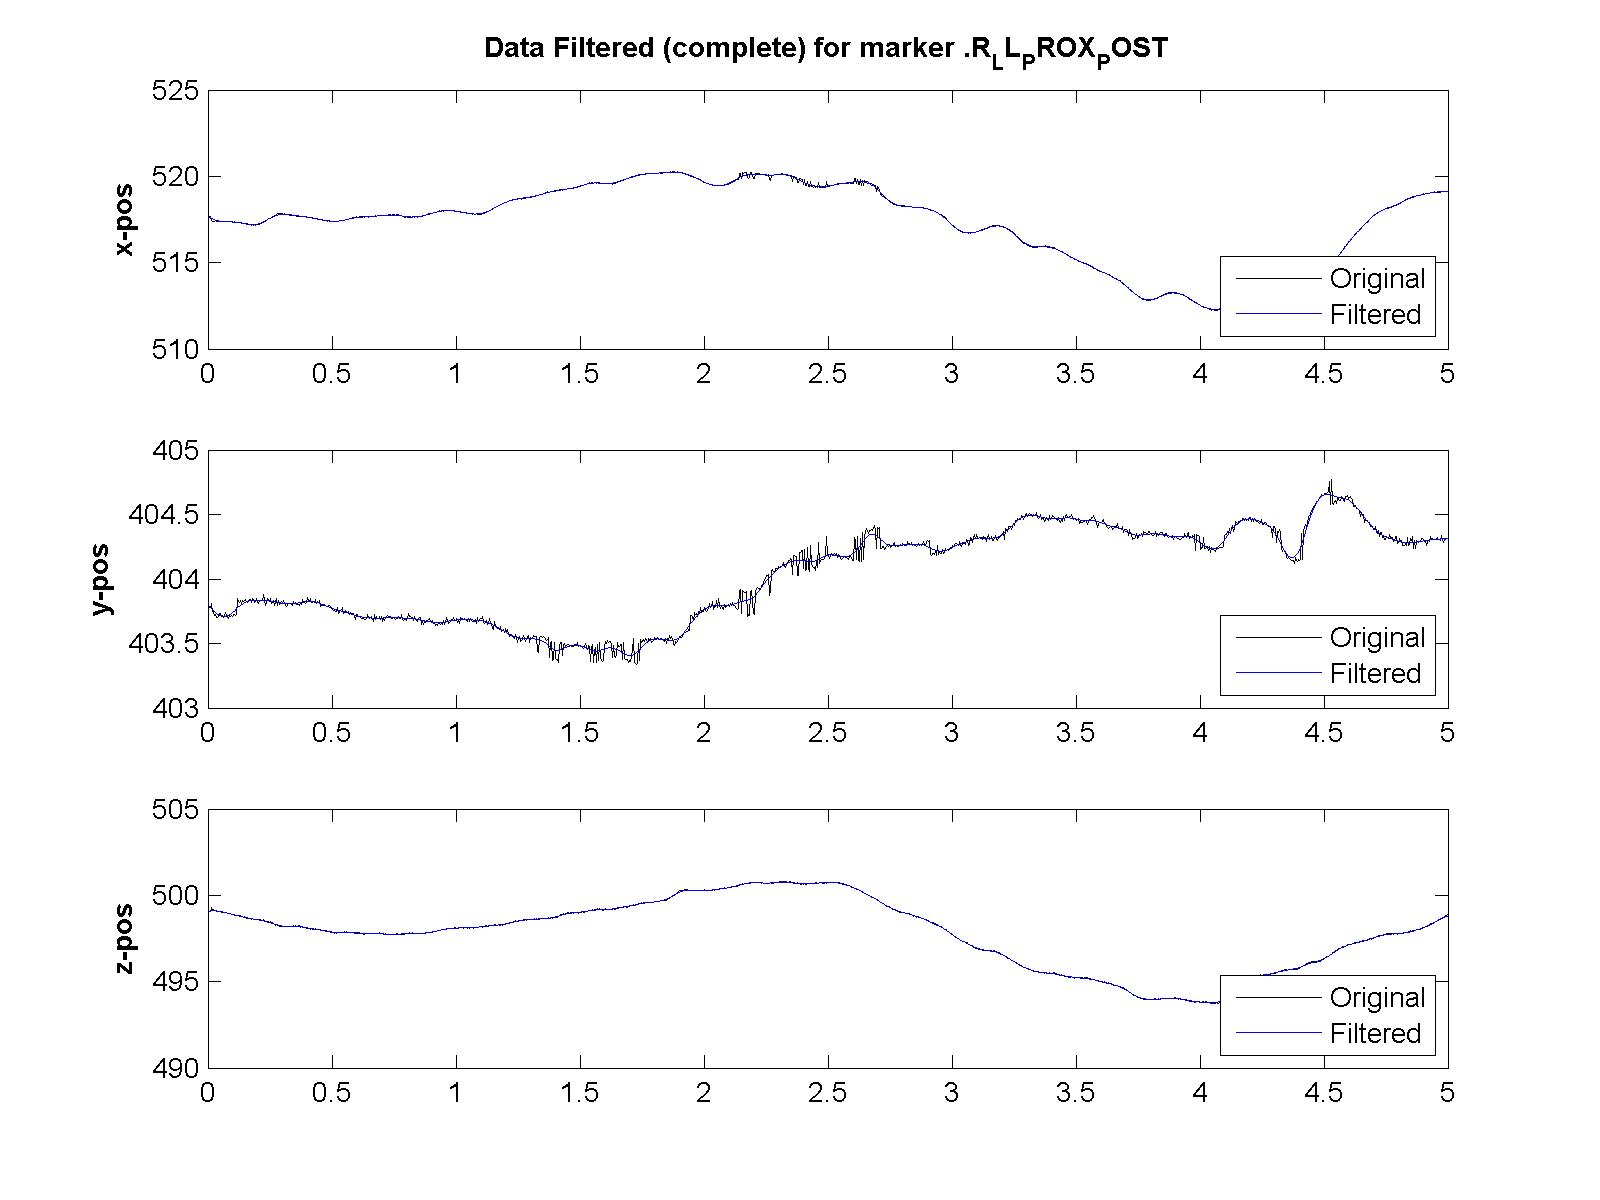 Data Filtered (complete) for marker .R_LL_PROX_POST
525
520
515
510
x-pos
0 0.5 1 1.5 2 2.5 3 3.5 4 4.5 5
Original
Filtered
405
404.5
404
403.5
403
y-pos
0 0.5 1 1.5 2 2.5 3 3.5 4 4.5 5
Original
Filtered
505
500
495
490
z-pos
0 0.5 1 1.5 2 2.5 3 3.5 4 4.5 5
Original
Filtered